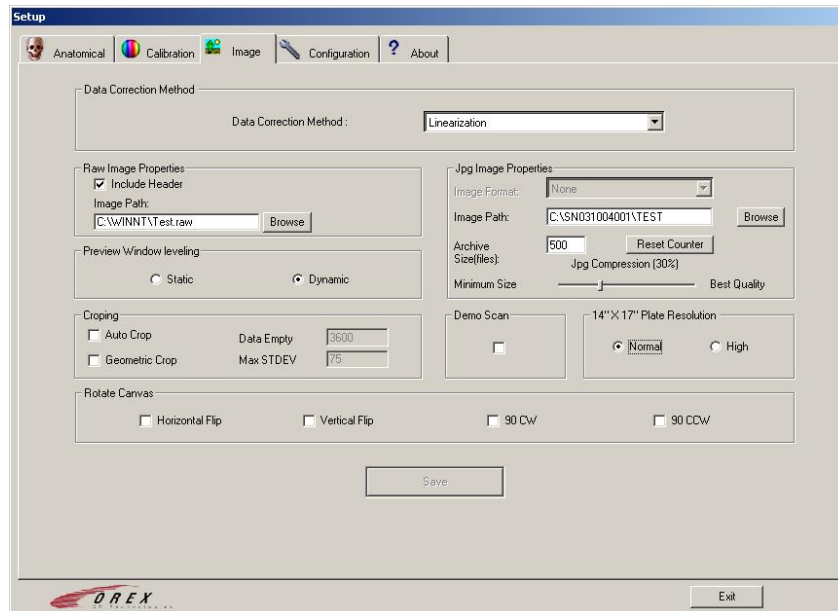 Setup
Anatomical
Calibration
Image
Configuration
? About
Data Correction Method
Data Correction Method :
Linearization
Raw Image Properties
Include Header
Image Path:
C:\WINNT\Test.raw
Browse
Preview Window leveling
Static
Dynamic
Jpg Image Properties
Image Format:
None
Image Path:
C:\SN031004001\TEST
Browse
Archive
Size(files):
500
Reset Counter
Jpg Compression (30%)
Minimum Size
Best Quality
Croping
Auto Crop
Geometric Crop
Data Empty
3600
Max STDEV
75
Demo Scan
14" X 17" Plate Resolution
Normal
High
Rotate Canvas
Horizontal Flip
Vertical Flip
90 CW
90 CCW
Save
OREX
CR Technologies
Exit